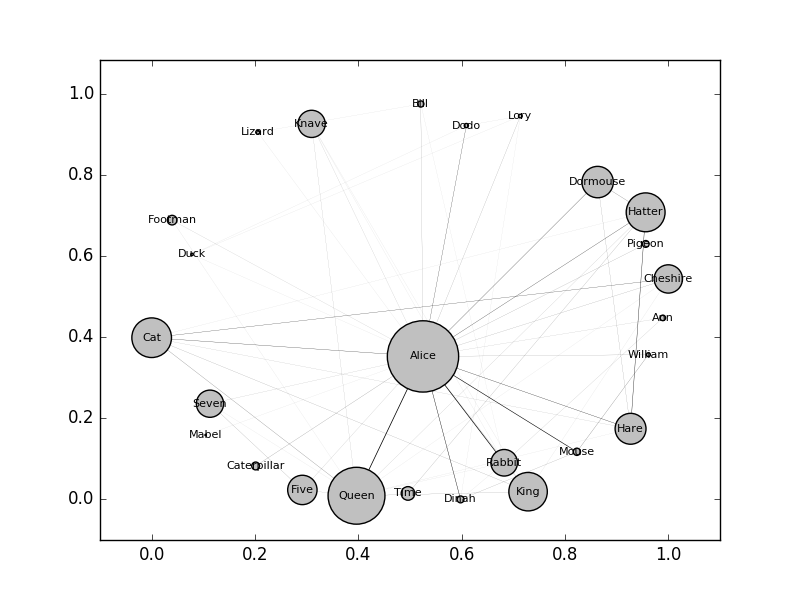 1.0
Bill
Lory
Knave
Dodo
Lizard
0.8
Dormouse
Hatter
Footman
Pigeon
Duck
0.6
Cheshire
Ann
0.4
Cat
Alice
William
Seven
0.2
Hare
Mabel
Mouse
Rabbit
Caterpillar
Five
Queen
Time
Dinah
King
0.0
0.0 0.2 0.4 0.6 0.8 1.0